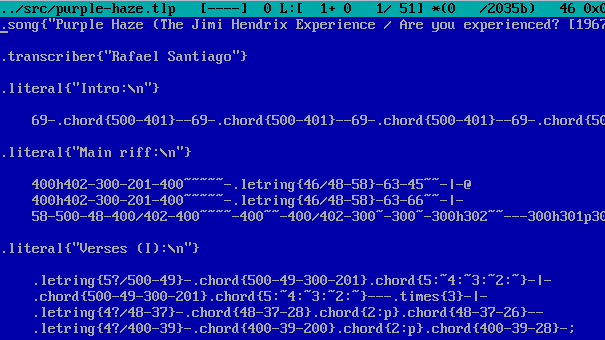 ../src/purple-haze.tlp   [----]  0 L:[  1+ 0   1/ 51] *(0   /2035b)   46 0x0
.song{"Purple Haze (The Jimi Hendrix Experience / Are you experienced? [1967
.transcriber{"Rafael Santiago"}
.literal{"Intro:\n"}
69-.chord{500-401}--69-.chord{500-401}--69-.chord{500-401}--69-.chord{50
.literal{"Main riff:\n"}
400h402-300-201-400~~~~~-.letring{46/48-58}-63-45~~-|-@
400h402-300-201-400~~~~~-.letring{46/48-58}-63-66~~-|-
58-500-48-400/402-400~~~~-400~~-400/402-300~-300~-300h302~~---300h301p30
.literal{"Verses (I):\n"}
.letring{5?/500-49}-.chord{500-49-300-201}.chord{5:~4:~3:~2:~}-|-
.chord{500-49-300-201}.chord{5:~4:~3:~2:~}---.times{3}-|-
.letring{4?/48-37}-.chord{48-37-28}.chord{2:p}.chord{48-37-26}--
.letring{4?/400-39}-.chord{400-39-200}.chord{2:p}.chord{400-39-28}-;